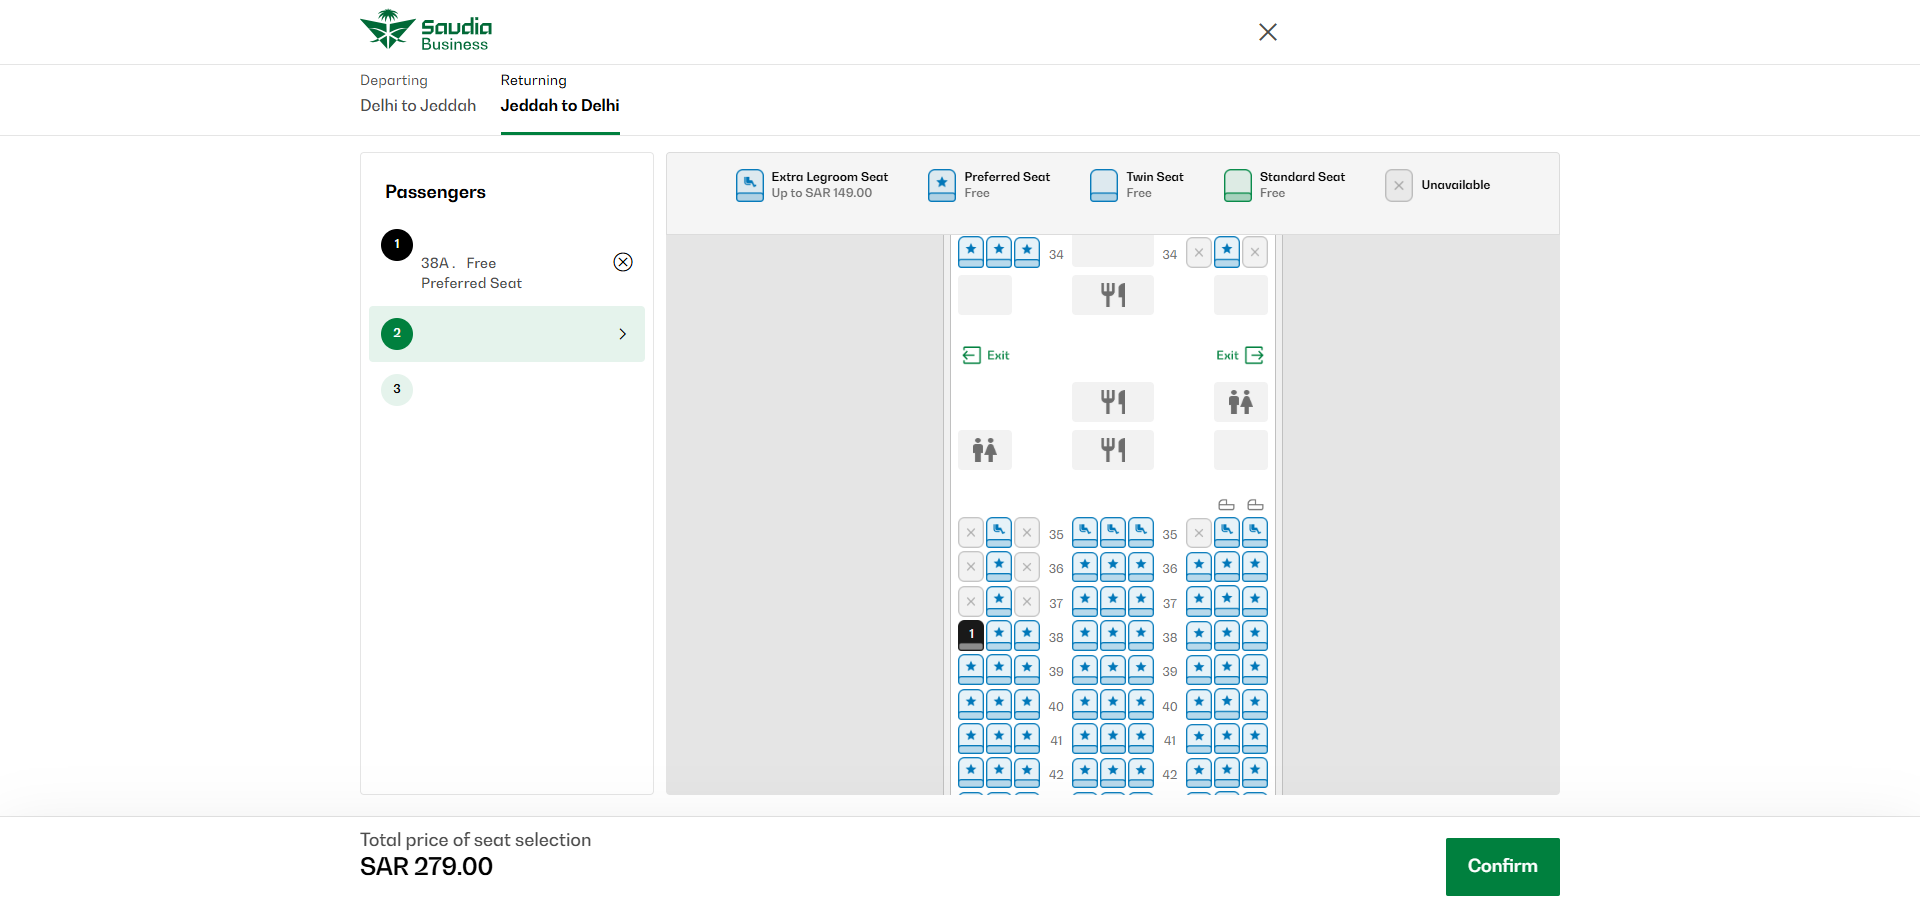 Saudia
Business
Departing
Delhi to Jeddah
Returning
Jeddah to Delhi
Passengers
1
38A. Free
Preferred Seat
2
3
Extra Legroom Seat
Up to SAR 149.00
Preferred Seat
Free
Twin Seat
Free
Standard Seat
Free
Unavailable
34 34
Exit Exit
35 35
36 36
37 37
1 38 38
39 39
40 40
41 41
42 42
Total price of seat selection
SAR 279.00
Confirm